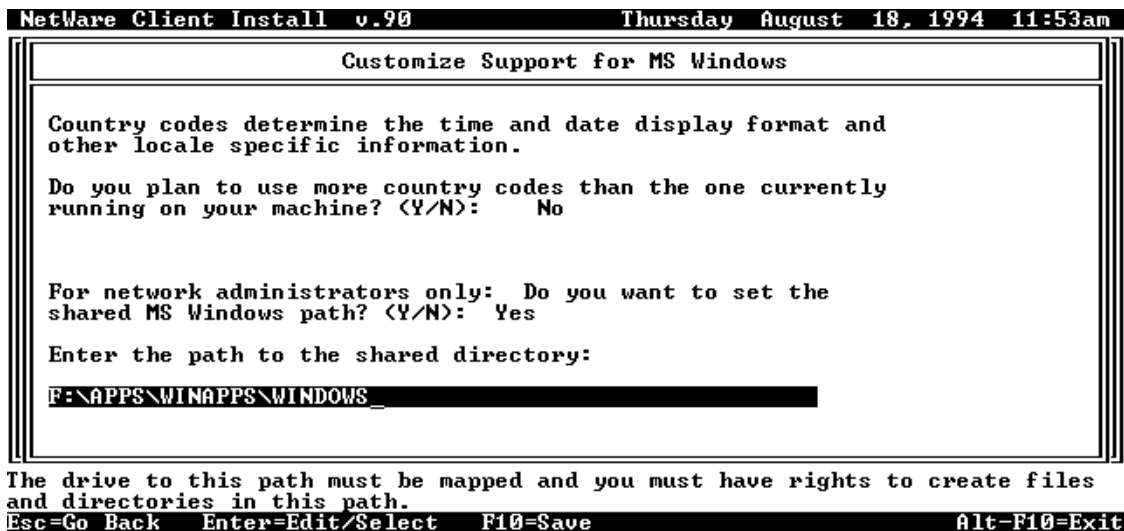 NetWare Client Install v.90 Thursday August 18, 1994 11:53am
Customize Support for MS Windows
Country codes determine the time and date display format and
other locale specific information.
Do you plan to use more country codes than the one currently
running on your machine? (Y/N): No
For network administrators only: Do you want to set the
shared MS Windows path? (Y/N): Yes
Enter the path to the shared directory:
F:\APPS\WINAPPS\WINDOWS_
The drive to this path must be mapped and you must have rights to create files
and directories in this path.
Esc=Go Back Enter=Edit/Select F10=Save Alt-F10=Exit